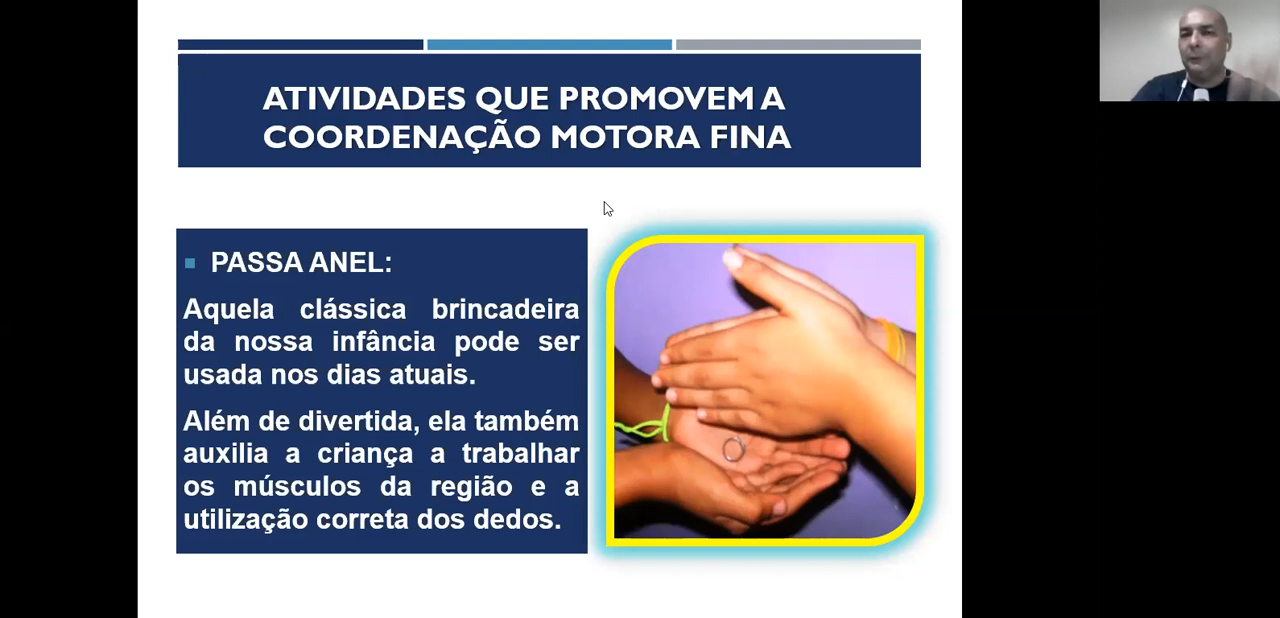 ATIVIDADES QUE PROMOVEM A
COORDENAÇÃO MOTORA FINA
PASSA ANEL:
Aquela clássica brincadeira
da nossa infância pode ser
usada nos dias atuais.
Além de divertida, ela também
auxilia a criança a trabalhar
os músculos da região e a
utilização correta dos dedos.